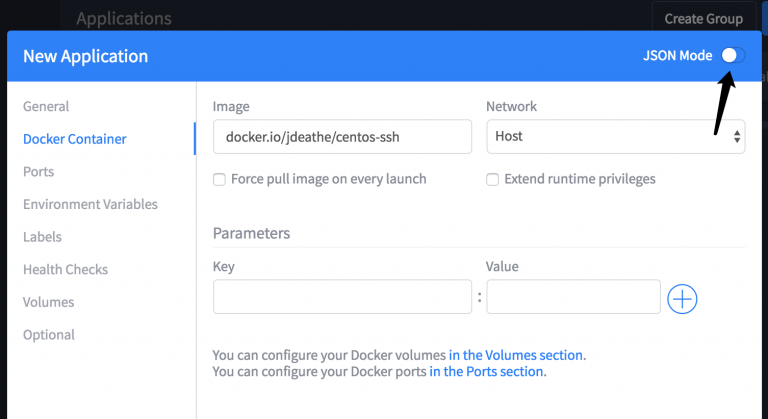 Applications
Create Group
New Application
JSON Mode
General
Docker Container
Ports
Environment Variables
Labels
Health Checks
Volumes
Optional
Image
Network
docker.io/jdeathe/centos-ssh
Host
Force pull image on every launch
Extend runtime privileges
Parameters
Key
Value
:
You can configure your Docker volumes in the Volumes section.
You can configure your Docker ports in the Ports section.